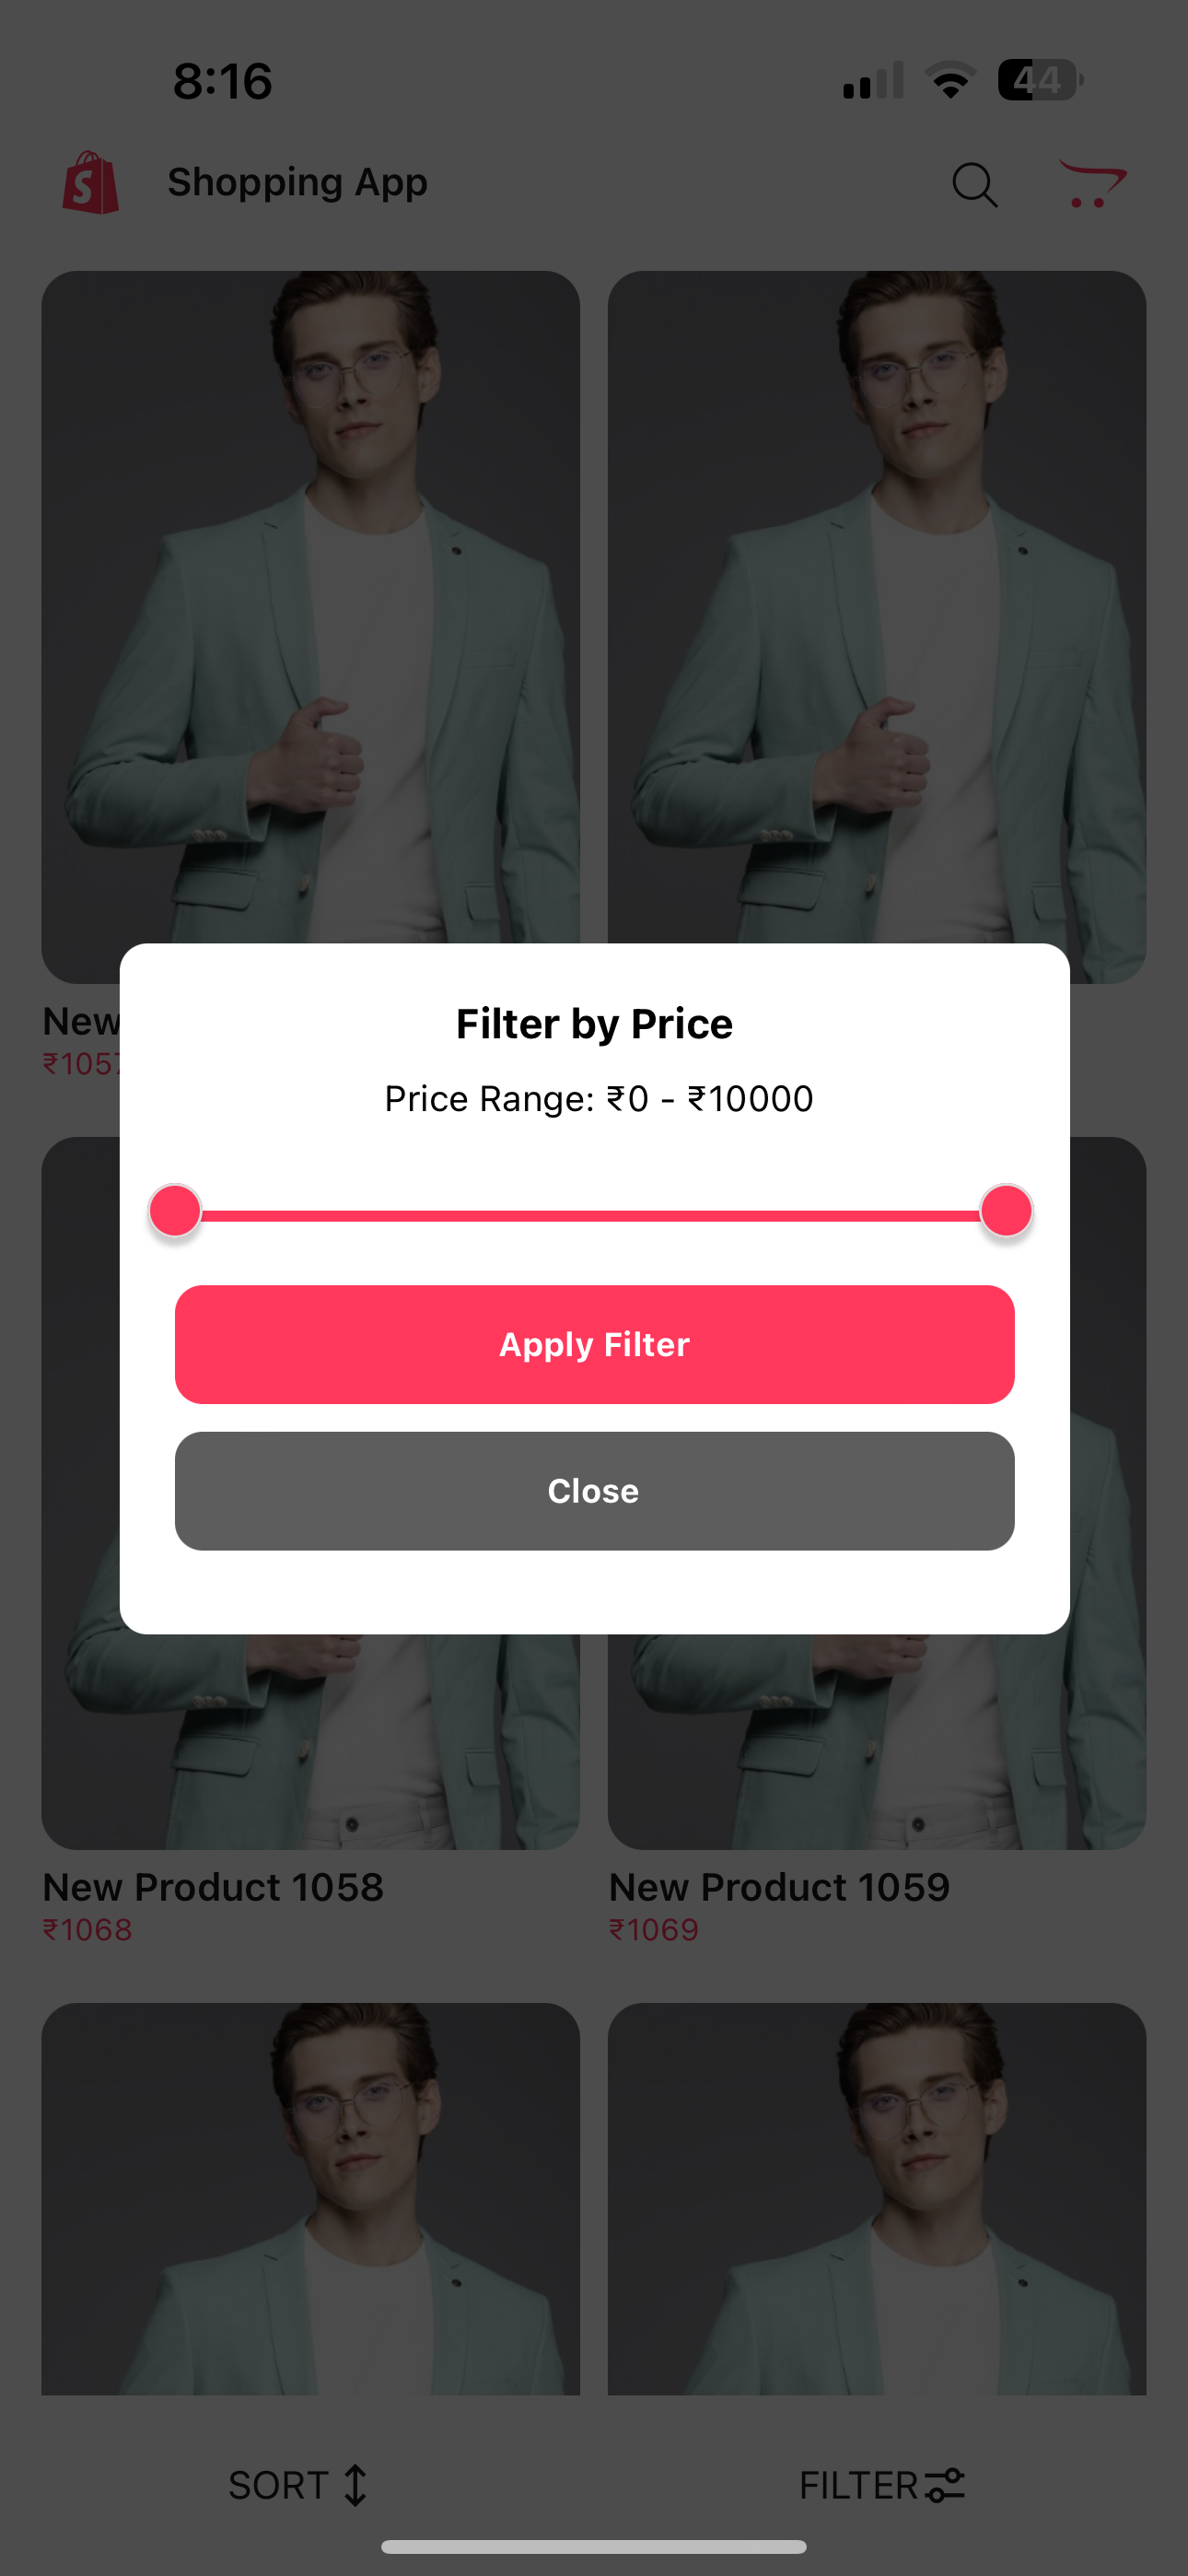 8:16
44
S
Shopping App
New
₹1057
Filter by Price
Price Range: ₹0 - ₹10000
Apply Filter
Close
New Product 1058
New Product 1059
₹1068
₹1069
SORT
FILTER